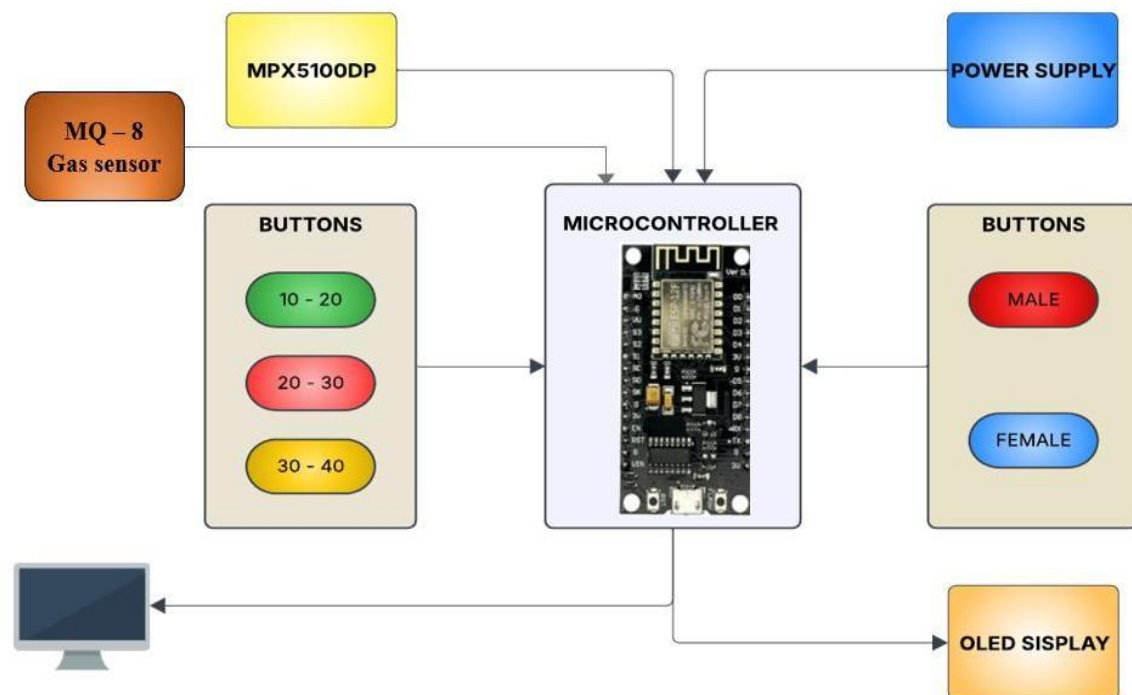 MPX5100DP
POWER SUPPLY
MQ – 8
Gas sensor
BUTTONS
10 - 20
20 - 30
30 - 40
MICROCONTROLLER
BUTTONS
MALE
FEMALE
OLED SISPLAY